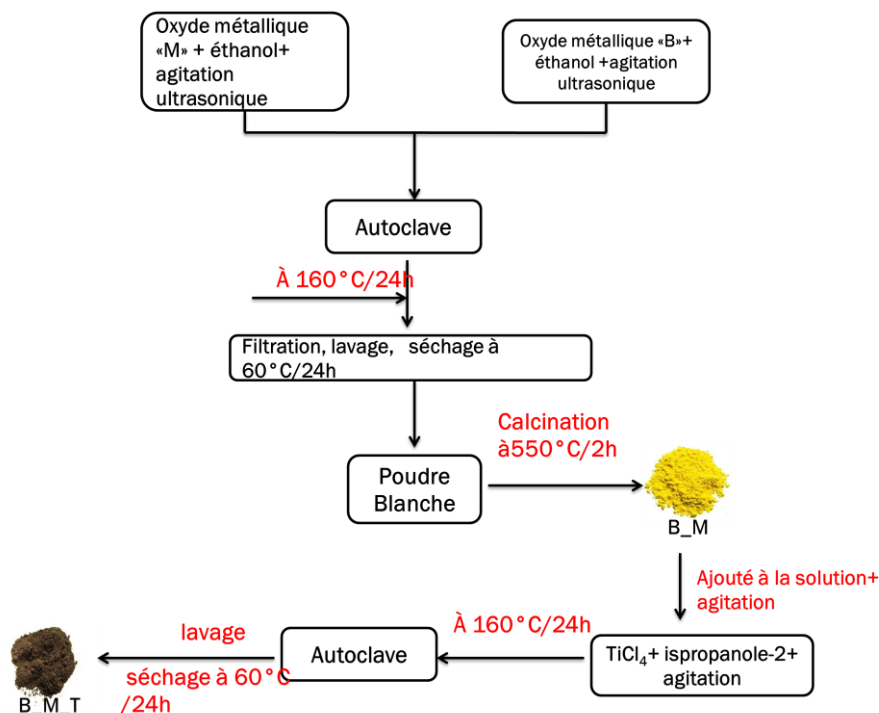 Oxyde métallique
«M» + éthanol+
agitation
ultrasonique
Oxyde métallique «B»+
éthanol +agitation
ultrasonique
Autoclave
À 160°C/24h
Filtration, lavage, séchage à
60°C/24h
Calcination
à550°C/2h
Poudre
Blanche
B_M
Ajouté à la solution+
agitation
TiCl₄+ ispropanole-2+
agitation
À 160°C/24h
Autoclave
lavage
séchage à 60°C
/24h
B_M_T